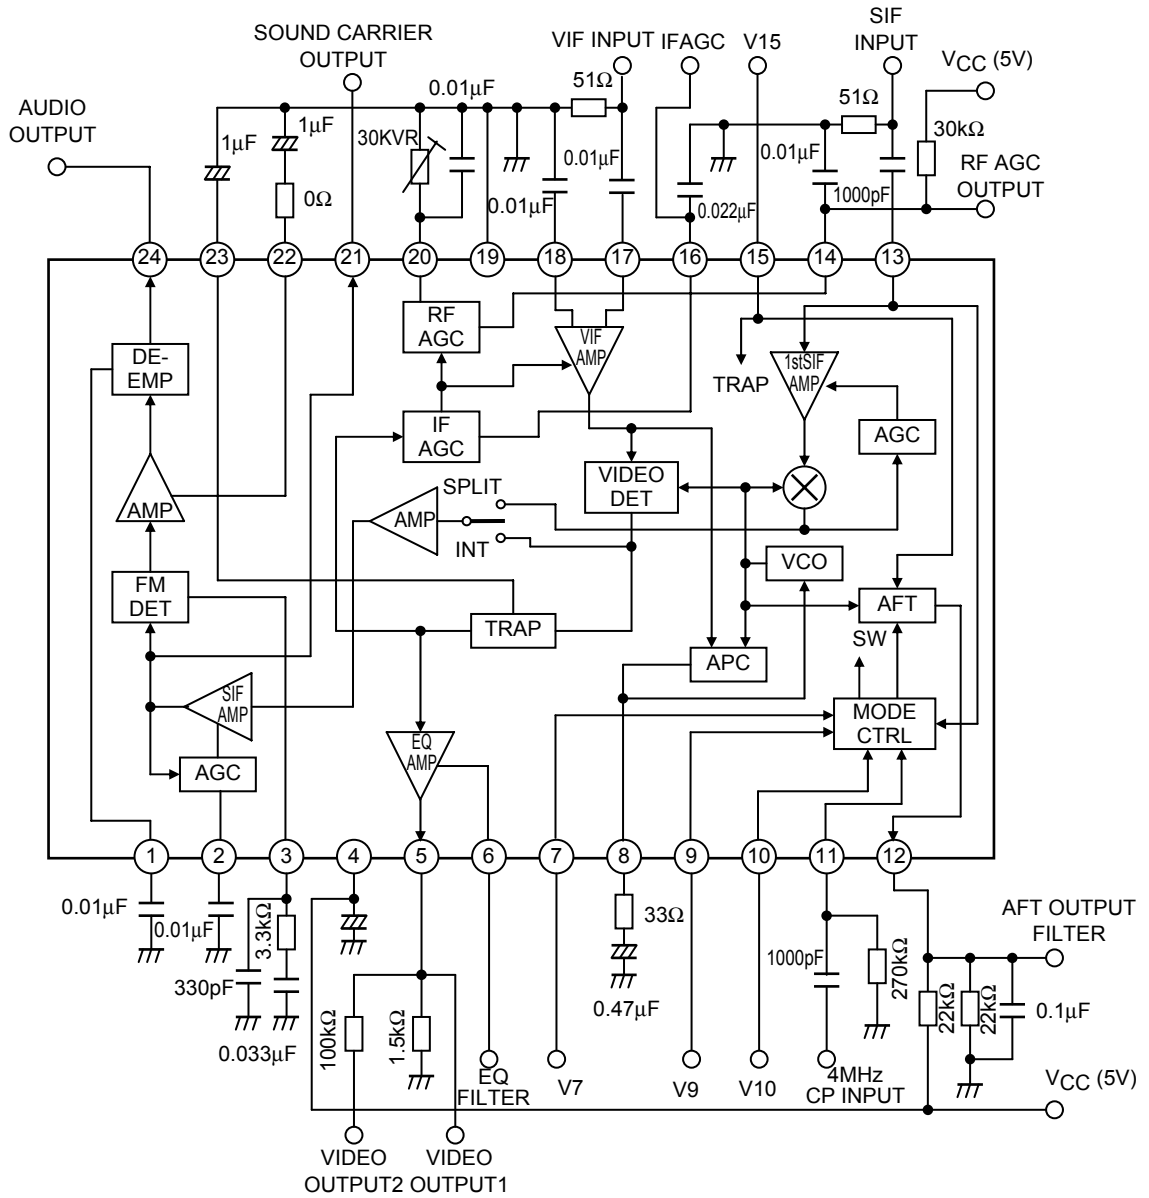 SOUND CARRIER
OUTPUT
VIF INPUT
IFAGC
V15
SIF
INPUT
VCC (5V)
AUDIO
OUTPUT
1μF
1μF
0Ω
30KVR
0.01μF
0.01μF
51Ω
0.01μF
0.022μF
0.01μF
51Ω
1000pF
30kΩ
RF AGC
OUTPUT
24
23
22
21
20
19
18
17
16
15
14
13
DE-
EMP
RF
AGC
VIF
AMP
TRAP
1stSIF
AMP
AGC
IF
AGC
VIDEO
DET
SPLIT
AMP
INT
AMP
FM
DET
TRAP
VCO
AFT
SW
APC
SIF
AMP
AGC
EQ
AMP
MODE
CTRL
1
2
3
4
5
6
7
8
9
10
11
12
0.01μF
0.01μF
3.3kΩ
330pF
0.033μF
100kΩ
1.5kΩ
EQ
FILTER
V7
33Ω
0.47μF
V9
V10
1000pF
270kΩ
4MHz
CP INPUT
AFT OUTPUT
FILTER
22kΩ
22kΩ
0.1μF
VCC (5V)
VIDEO
OUTPUT2
VIDEO
OUTPUT1